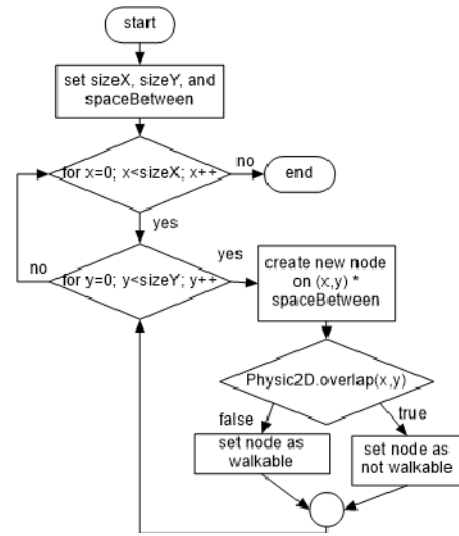 start
set sizeX, sizeY, and
spaceBetween
for x=0; x<sizeX; x++
no
end
yes
for y=0; y<sizeY; y++
no
yes
create new node
on (x,y) *
spaceBetween
Physic2D.overlap(x,y)
false
true
set node as
walkable
set node as
not walkable